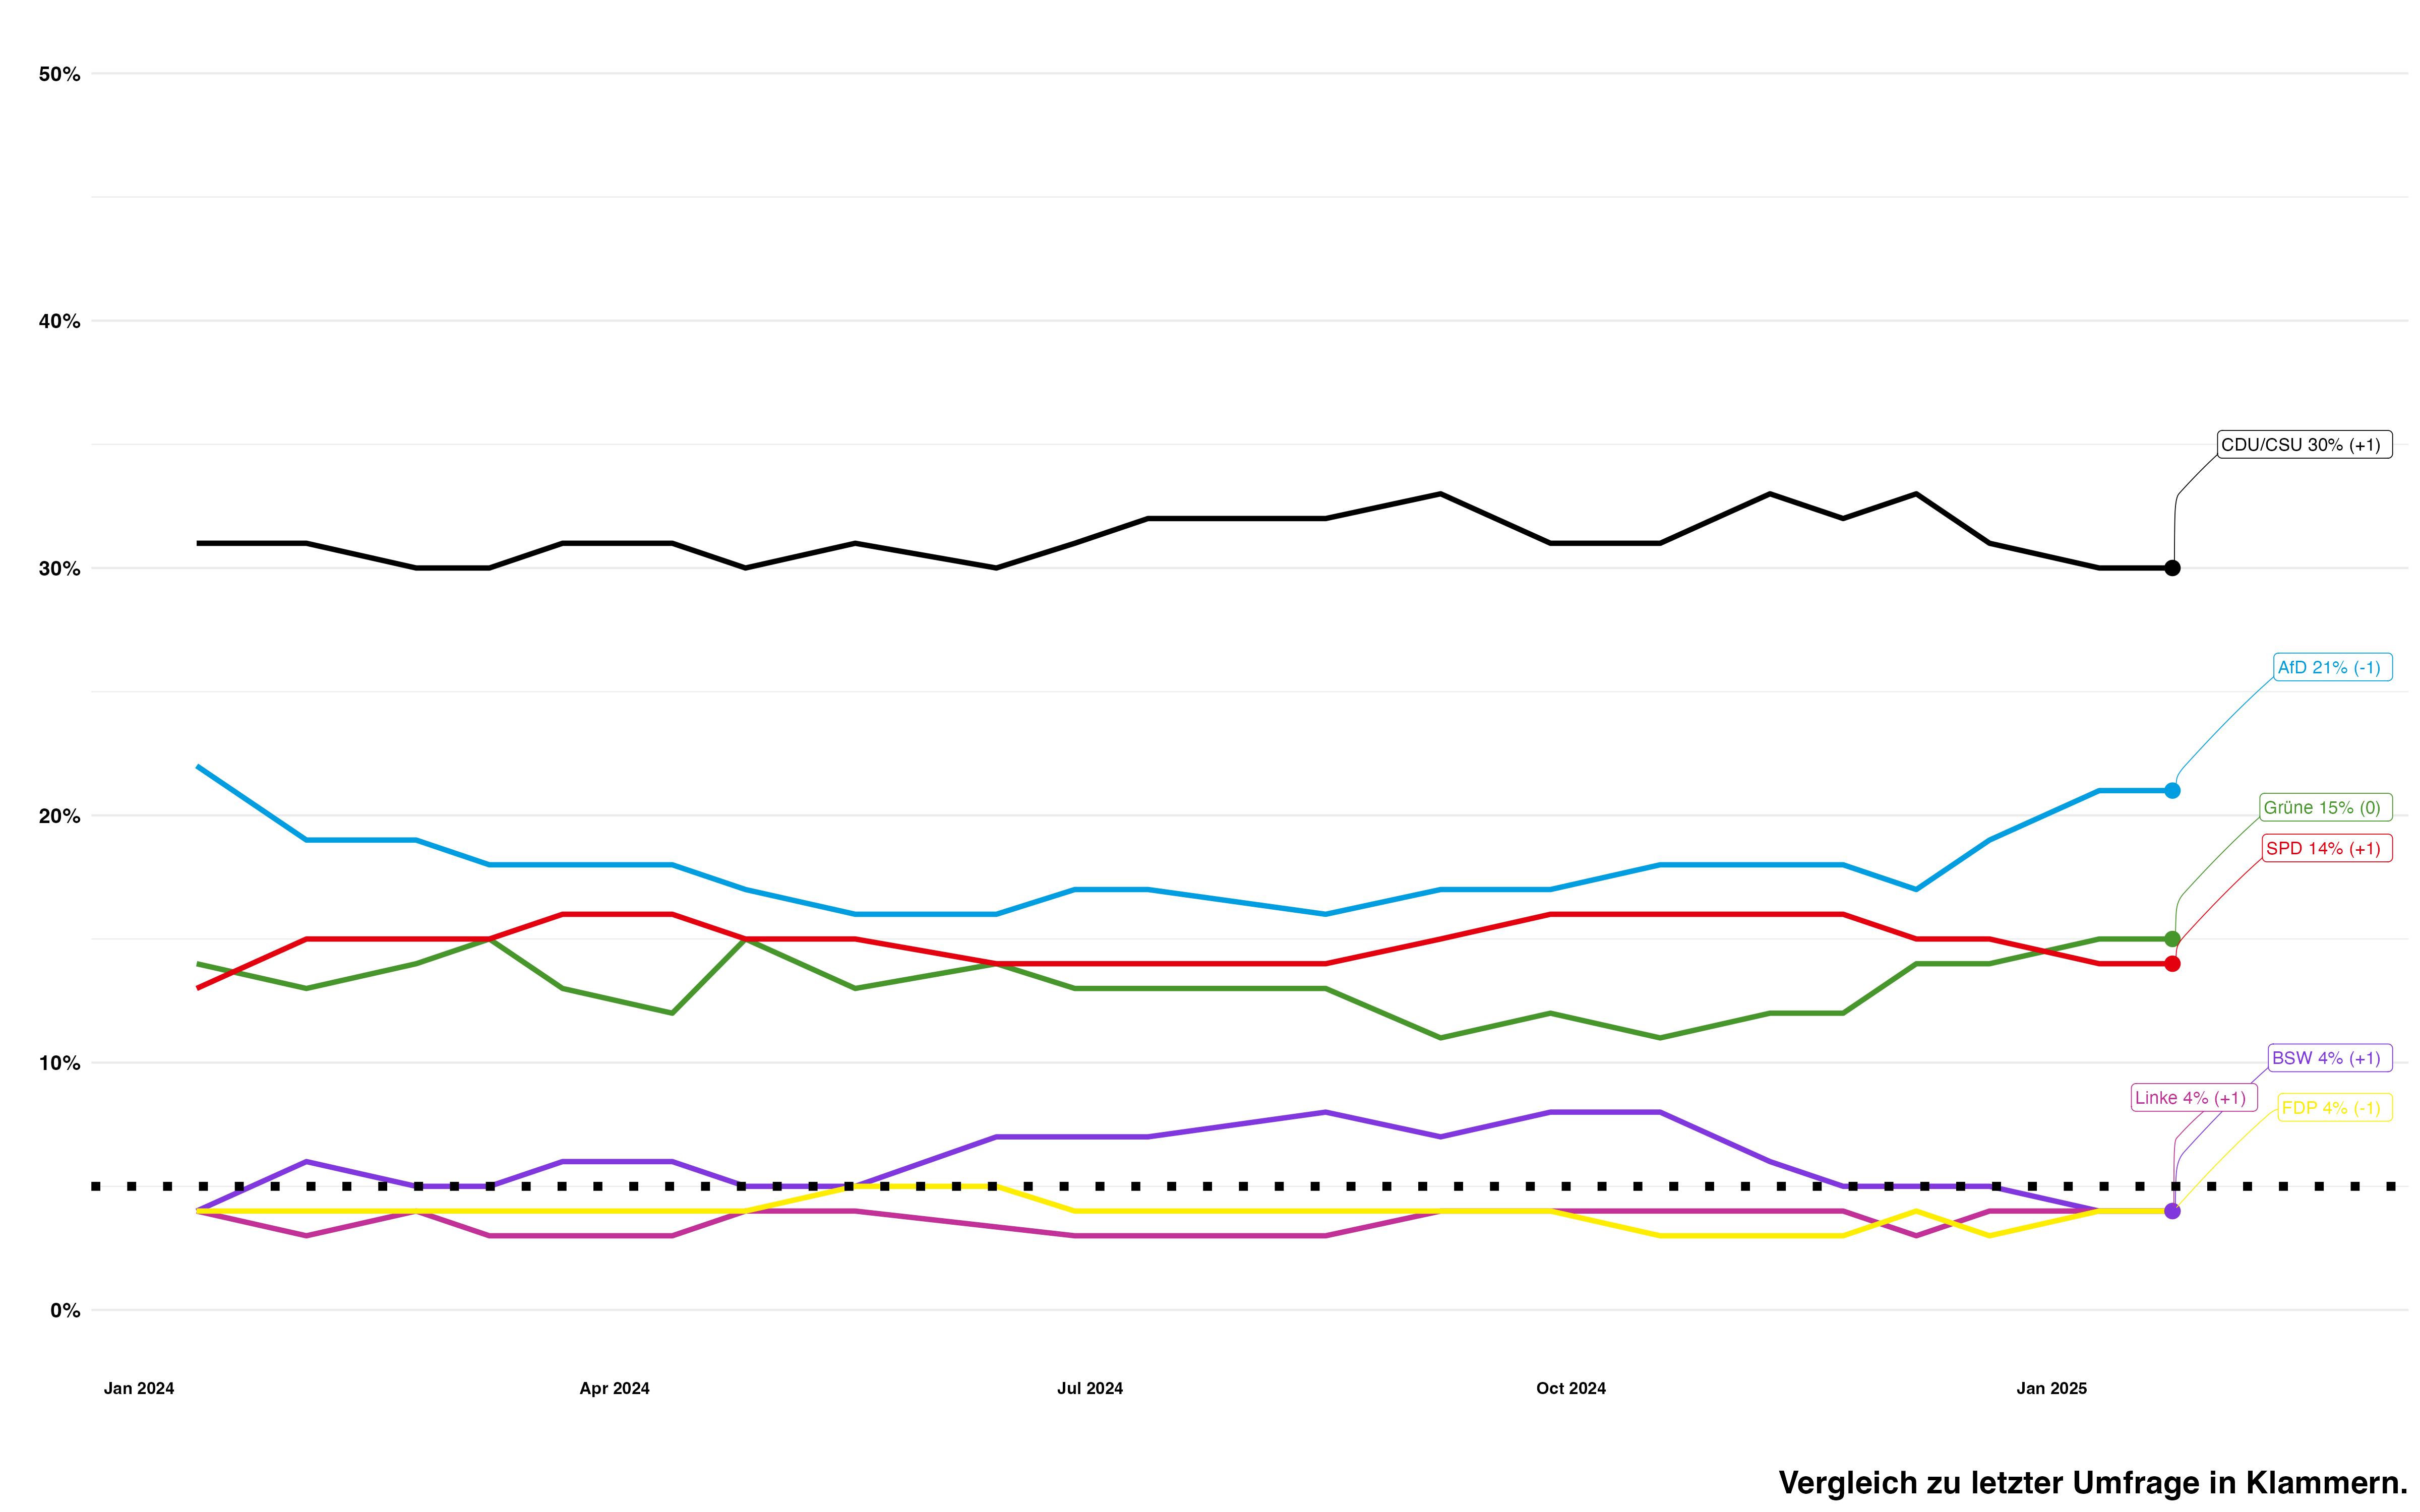 50%
40%
CDU/CSU 30% (+1)
30%
AfD 21% (-1)
Grüne 15% (0)
20%
SPD 14% (+1)
10%
BSW 4% (+1)
Linke 4% (+1)
FDP 4% (-1)
0%
Jan 2024 Apr 2024 Jul 2024 Oct 2024 Jan 2025
Vergleich zu letzter Umfrage in Klammern.